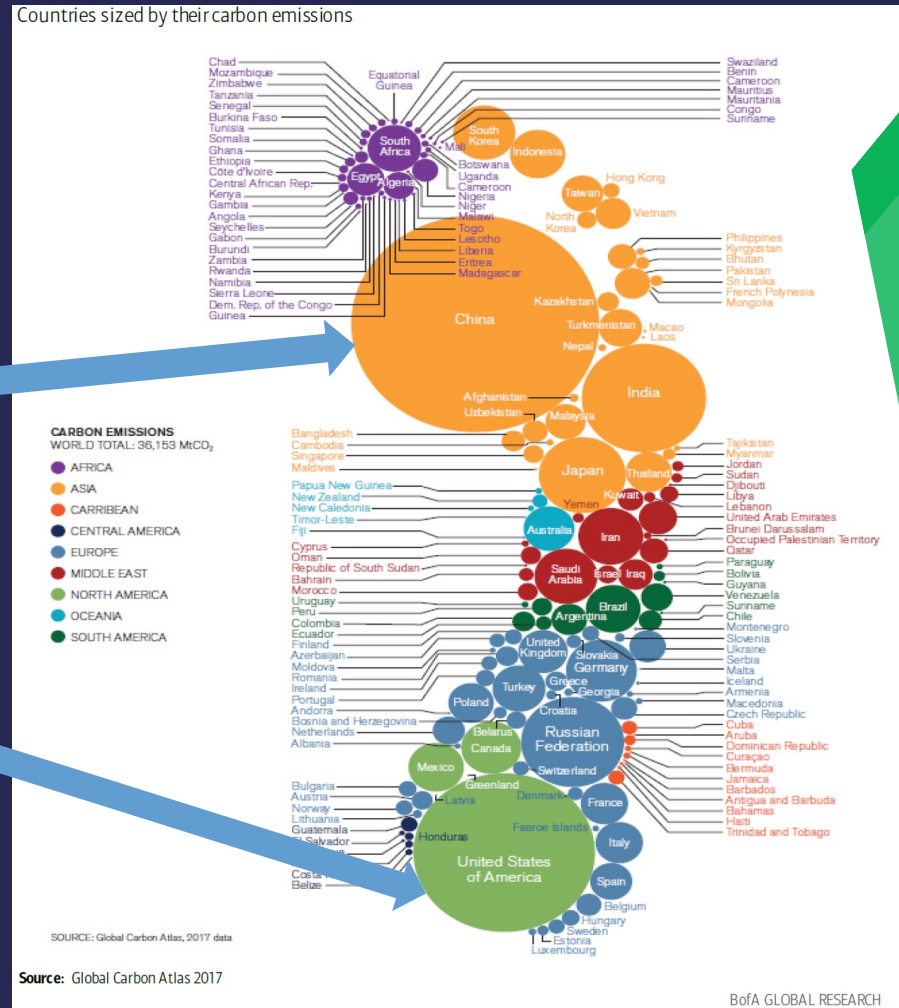 Countries sized by their carbon emissions
Chad
Mozambique
Zimbabwe
Tanzania
Senegal
Burkina Faso
Tunisia
Somalia
Ghana
Ethiopia
Côte d'Ivoire
Central African Rep.
Kenya
Gambia
Angola
Seychelles
Gabon
Burundi
Zambia
Rwanda
Namibia
Sierra Leone
Dem. Rep. of the Congo
Guinea
Equatorial
Guinea
South
Africa
Egypt
Algeria
Mali
Botswana
Uganda
Cameroon
Nigeria
Niger
Malawi
Togo
Lesotho
Liberia
Eritrea
Madagascar
Swaziland
Benin
Cameroon
Mauritius
Mauritania
Congo
Suriname
South
Korea
Indonesia
Taiwan
Hong Kong
North
Korea
Vietnam
Philippines
Kyrgyzstan
Bhutan
Pakistan
Sri Lanka
French Polynesia
Mongolia
Kazakhstan
China
Turkmenistan
Macao
Laos
Nepal
India
Afghanistan
Uzbekistan
Malaysia
CARBON EMISSIONS
WORLD TOTAL: 36,153 MtCO₂
AFRICA
ASIA
CARRIBEAN
CENTRAL AMERICA
EUROPE
MIDDLE EAST
NORTH AMERICA
OCEANIA
SOUTH AMERICA
Bangladesh
Cambodia
Singapore
Maldives
Papua New Guinea
New Zealand
New Caledonia
Timor-Leste
Fiji
Cyprus
Oman
Republic of South Sudan
Bahrain
Morocco
Uruguay
Peru
Colombia
Ecuador
Finland
Azerbaijan
Moldova
Romania
Ireland
Portugal
Andorra
Bosnia and Herzegovina
Netherlands
Albania
Japan
Thailand
Yemen
Kuwait
Australia
Iran
Saudi
Arabia
Israel
Iraq
Brazil
Argentina
United
Kingdom
Slovakia
Germany
Turkey
Greece
Georgia
Poland
Croatia
Belarus
Russian
Federation
Canada
Mexico
Switzerland
Greenland
Tajikistan
Myanmar
Jordan
Sudan
Djibouti
Libya
Lebanon
United Arab Emirates
Brunei Darussalam
Occupied Palestinian Territory
Qatar
Paraguay
Bolivia
Guyana
Venezuela
Suriname
Chile
Montenegro
Slovenia
Ukraine
Serbia
Malta
Iceland
Armenia
Macedonia
Czech Republic
Cuba
Aruba
Dominican Republic
Curaçao
Bermuda
Jamaica
Barbados
Antigua and Barbuda
Bahamas
Haiti
Trinidad and Tobago
Bulgaria
Austria
Norway
Lithuania
Guatemala
El Salvador
Belize
Latvia
Honduras
Denmark
France
Faeroe Islands
United States
of America
Italy
Spain
Belgium
Hungary
Sweden
Estonia
Luxembourg
SOURCE: Global Carbon Atlas, 2017 data
Source: Global Carbon Atlas 2017
BofA GLOBAL RESEARCH